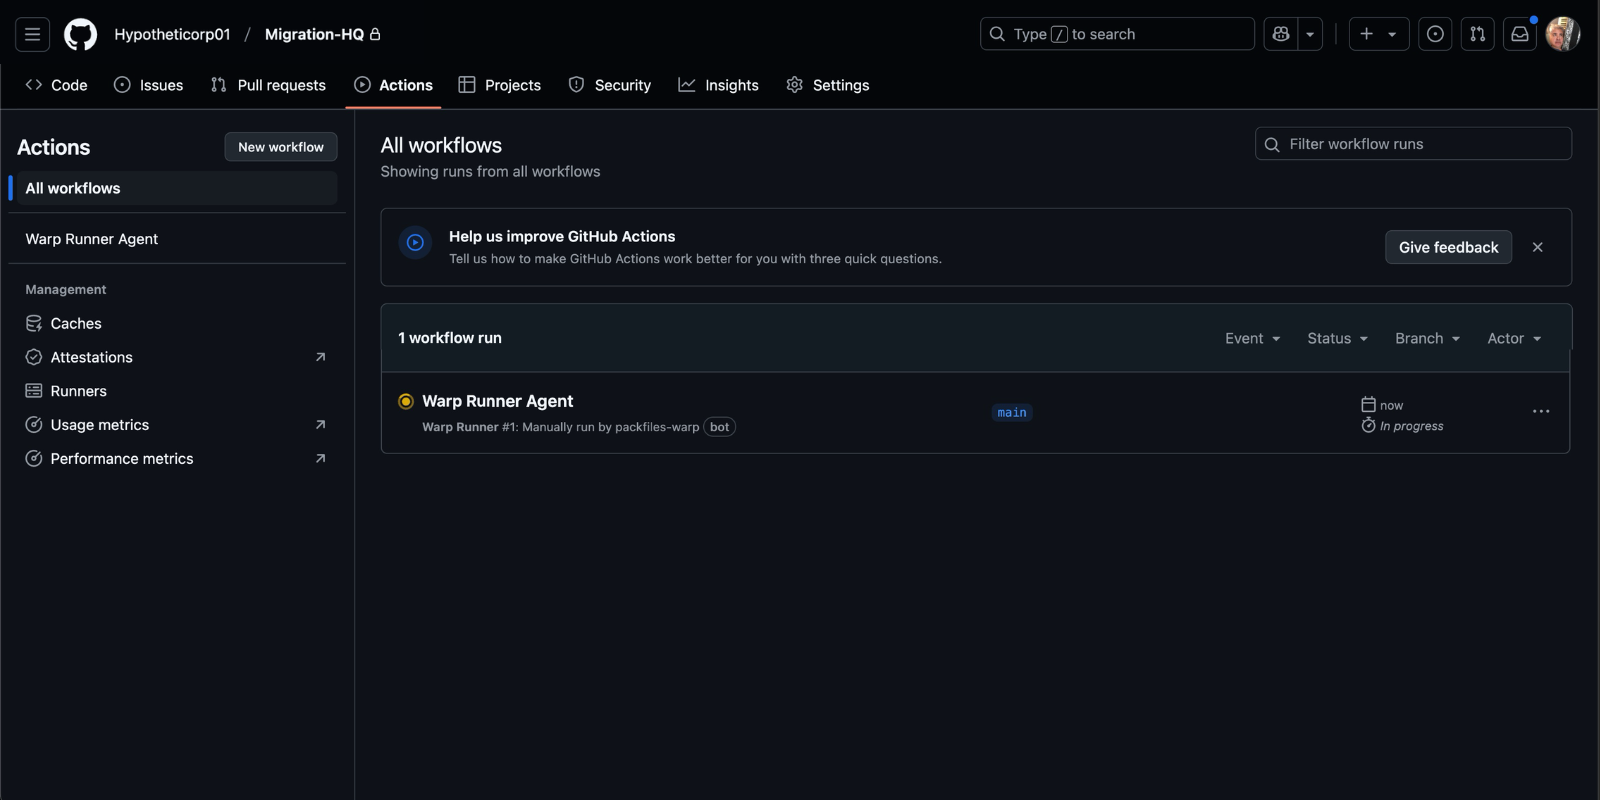 Hypotheticorp01 / Migration-HQ
Type / to search
Code
Issues
Pull requests
Actions
Projects
Security
Insights
Settings
Actions
New workflow
All workflows
Warp Runner Agent
Management
Caches
Attestations
Runners
Usage metrics
Performance metrics
All workflows
Showing runs from all workflows
Filter workflow runs
Help us improve GitHub Actions
Tell us how to make GitHub Actions work better for you with three quick questions.
Give feedback
1 workflow run
Event
Status
Branch
Actor
Warp Runner Agent
Warp Runner #1: Manually run by packfiles-warp bot
main
now
In progress